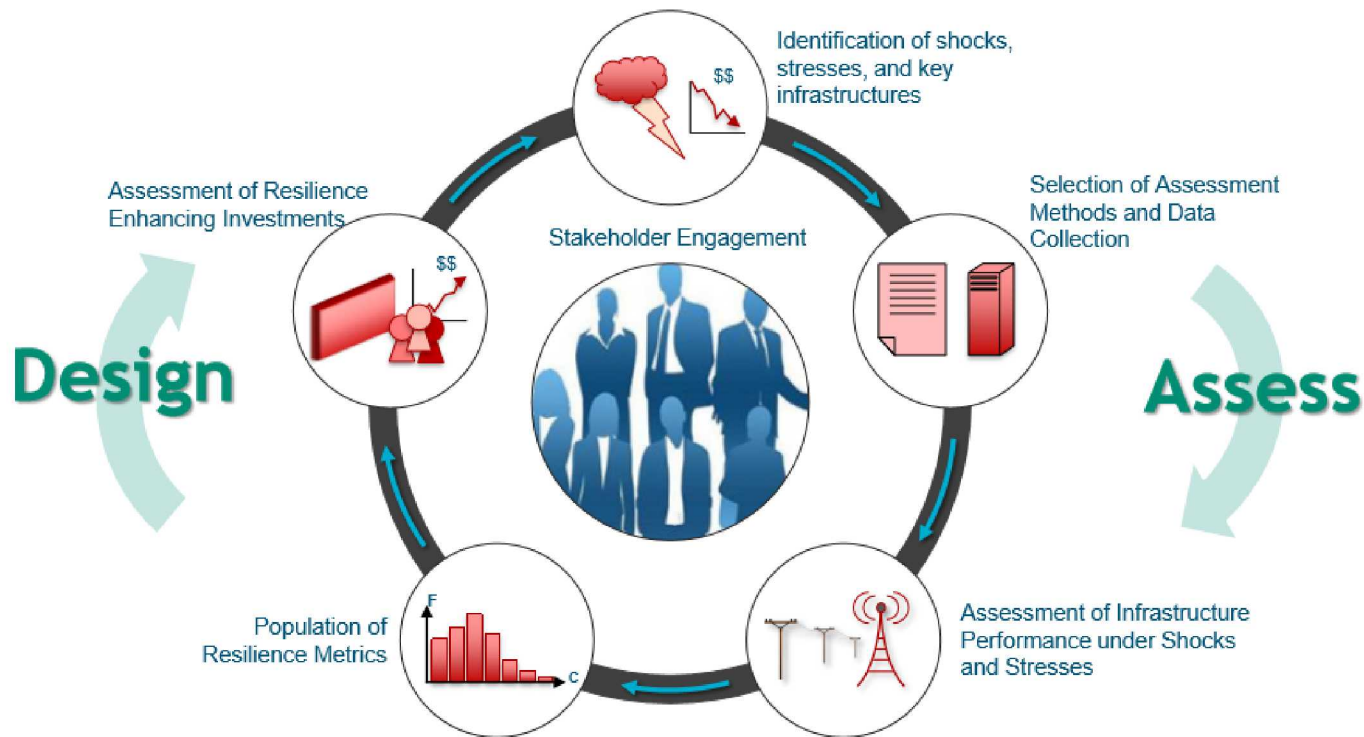 Identification of shocks,
stresses, and key
infrastructures
$$
Assessment of Resilience
Enhancing Investments
$$
Selection of Assessment
Methods and Data
Collection
Stakeholder Engagement
Design
Assess
F
C
Population of
Resilience Metrics
Assessment of Infrastructure
Performance under Shocks
and Stresses